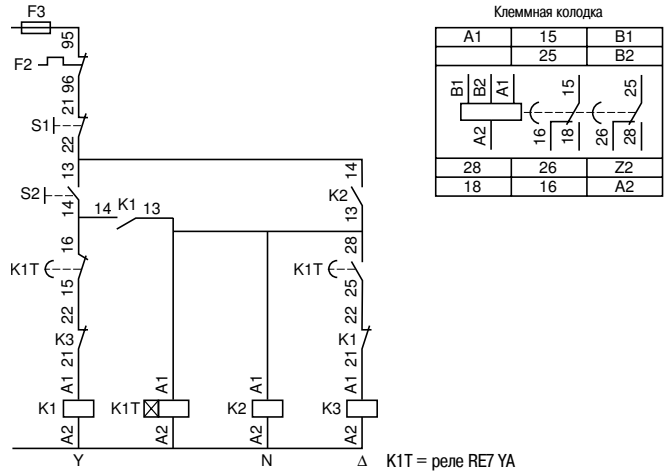 F3
95
F2
96
21
S1
22
13
14
S2
K2
14
14
K1
13
13
16
28
K1T
K1T
15
25
22
22
K3
K1
21
21
A1
A1
A1
A1
K1
K1T
K2
K3
A2
A2
A2
A2
Y
N
Δ
K1T = реле RE7 YA
Клеммная колодка
A1 15 B1
25 B2
B1
B2
A1
15
25
A2
16
18
26
28
28 26 Z2
18 16 A2